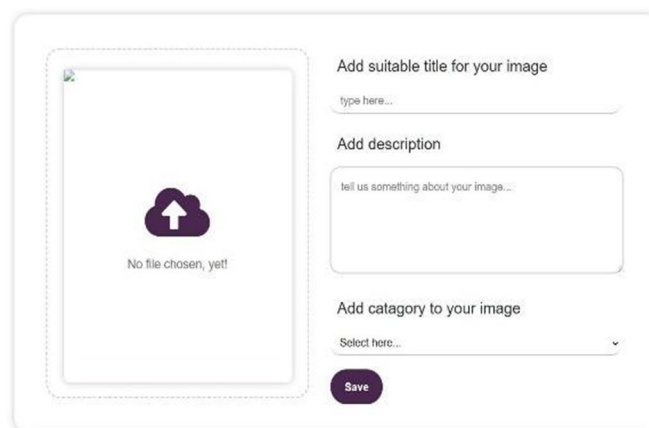 No file chosen, yet!
Add suitable title for your image
type here...
Add description
tell us something about your image...
Add catagory to your image
Select here...
Save